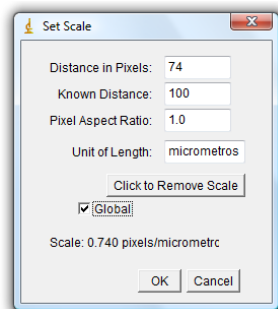 Set Scale
Distance in Pixels: 74
Known Distance: 100
Pixel Aspect Ratio: 1.0
Unit of Length: micrometros
Click to Remove Scale
Global
Scale: 0.740 pixels/micrometrc
OK Cancel